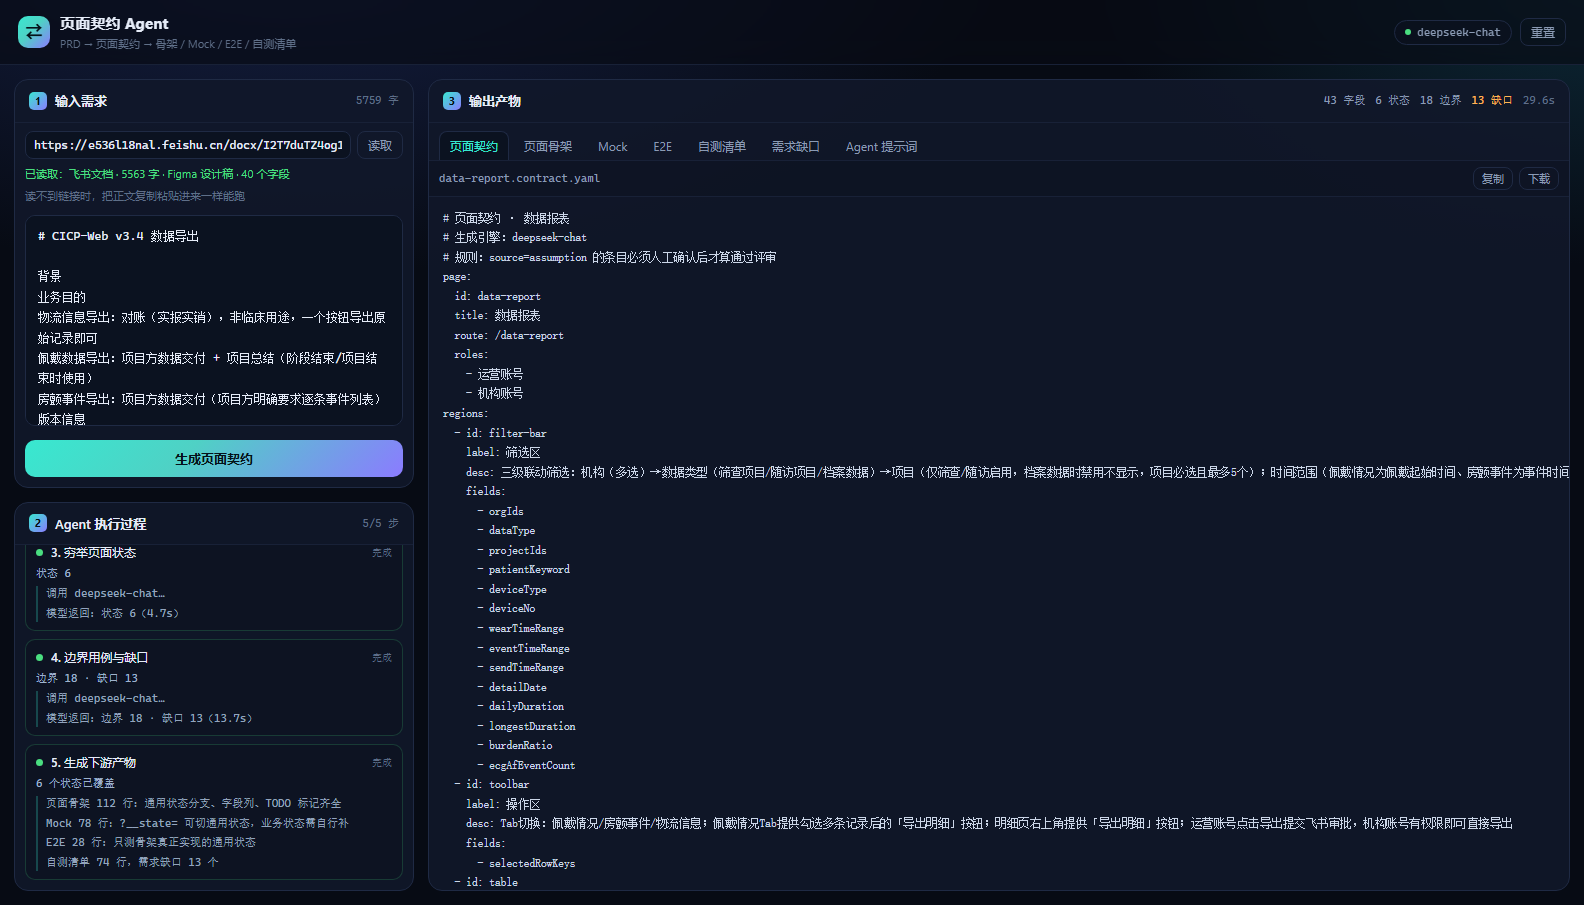 页面契约 Agent
PRD → 页面契约 → 骨架 / Mock / E2E / 自测清单
deepseek-chat
重置
1 输入需求
5759 字
https://e536l18nal.feishu.cn/docx/I2T7duTZ4og1
读取
已读取：飞书文档 · 5563 字 · Figma 设计稿 · 40 个字段
读不到链接时，把正文复制粘贴进来一样能跑
# CICP-Web v3.4 数据导出
背景
业务目的
物流信息导出：对账（实报实销），非临床用途，一个按钮导出原
始记录即可
佩戴数据导出：项目方数据交付 + 项目总结（阶段结束/项目结
束时使用）
房颤事件导出：项目方数据交付（项目方明确要求逐条事件列表）
版本信息
生成页面契约
2 Agent 执行过程
5/5 步
3. 穷举页面状态
完成
状态 6
调用 deepseek-chat…
模型返回：状态 6（4.7s）
4. 边界用例与缺口
完成
边界 18 · 缺口 13
调用 deepseek-chat…
模型返回：边界 18 · 缺口 13（13.7s）
5. 生成下游产物
完成
6 个状态已覆盖
页面骨架 112 行：通用状态分支、字段列、TODO 标记齐全
Mock 78 行：?__state= 可切通用状态，业务状态需自行补
E2E 28 行：只测骨架真正实现的通用状态
自测清单 74 行，需求缺口 13 个
3 输出产物
43 字段 6 状态 18 边界 13 缺口 29.6s
页面契约 页面骨架 Mock E2E 自测清单 需求缺口 Agent 提示词
data-report.contract.yaml
复制
下载
# 页面契约 · 数据报表
# 生成引擎：deepseek-chat
# 规则：source=assumption 的条目必须人工确认后才算通过评审
page:
id: data-report
title: 数据报表
route: /data-report
roles:
- 运营账号
- 机构账号
regions:
- id: filter-bar
label: 筛选区
desc: 三级联动筛选：机构（多选）→数据类型（筛查项目/随访项目/档案数据）→项目（仅筛查/随访启用，档案数据时禁用不显示，项目必选且最多5个）；时间范围（佩戴情况为佩戴起始时间、房颤事件为事件时间
fields:
- orgIds
- dataType
- projectIds
- patientKeyword
- deviceType
- deviceNo
- wearTimeRange
- eventTimeRange
- sendTimeRange
- detailDate
- dailyDuration
- longestDuration
- burdenRatio
- ecgAfEventCount
- id: toolbar
label: 操作区
desc: Tab切换：佩戴情况/房颤事件/物流信息；佩戴情况Tab提供勾选多条记录后的「导出明细」按钮；明细页右上角提供「导出明细」按钮；运营账号点击导出提交飞书审批，机构账号有权限即可直接导出
fields:
- selectedRowKeys
- id: table